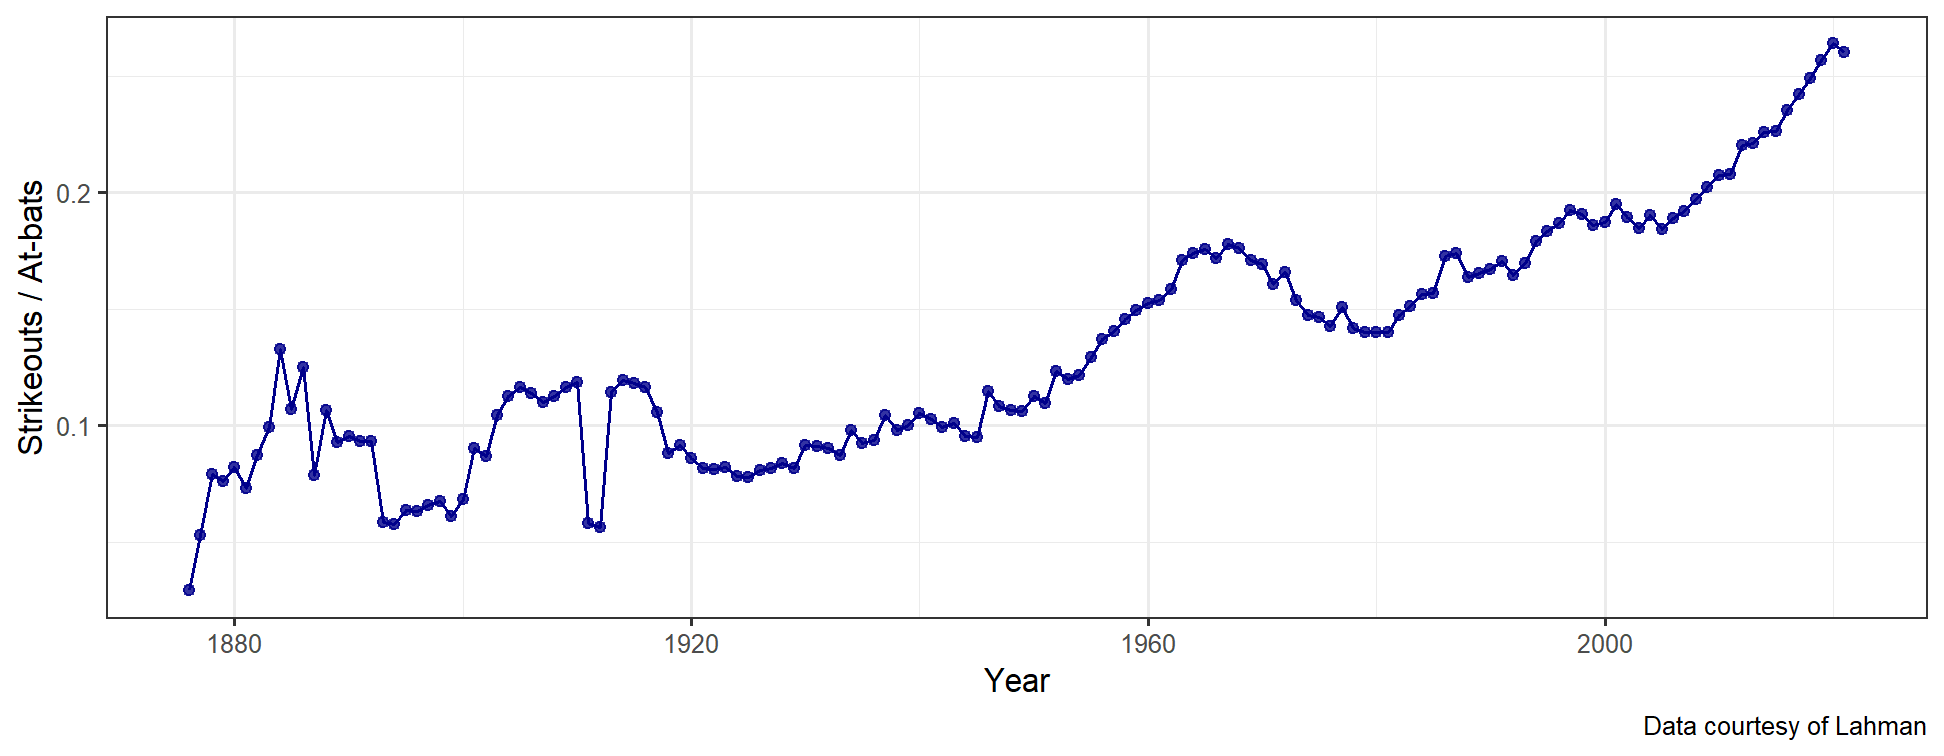 Strikeouts / At-bats
0.2
0.1
1880 1920 1960 2000
Year
Data courtesy of Lahman